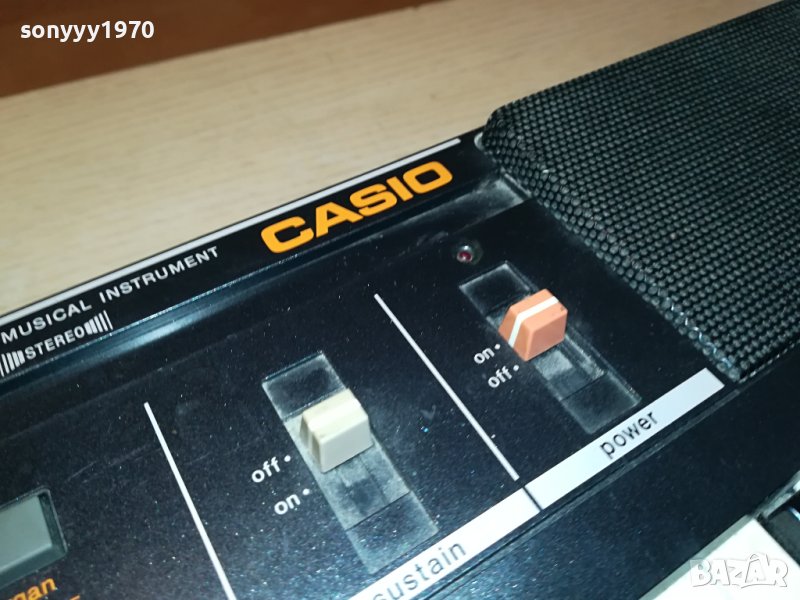 sonyyy1970
CASIO
MUSICAL INSTRUMENT
STEREO
on
off
power
off
on
sustain
BAZAR